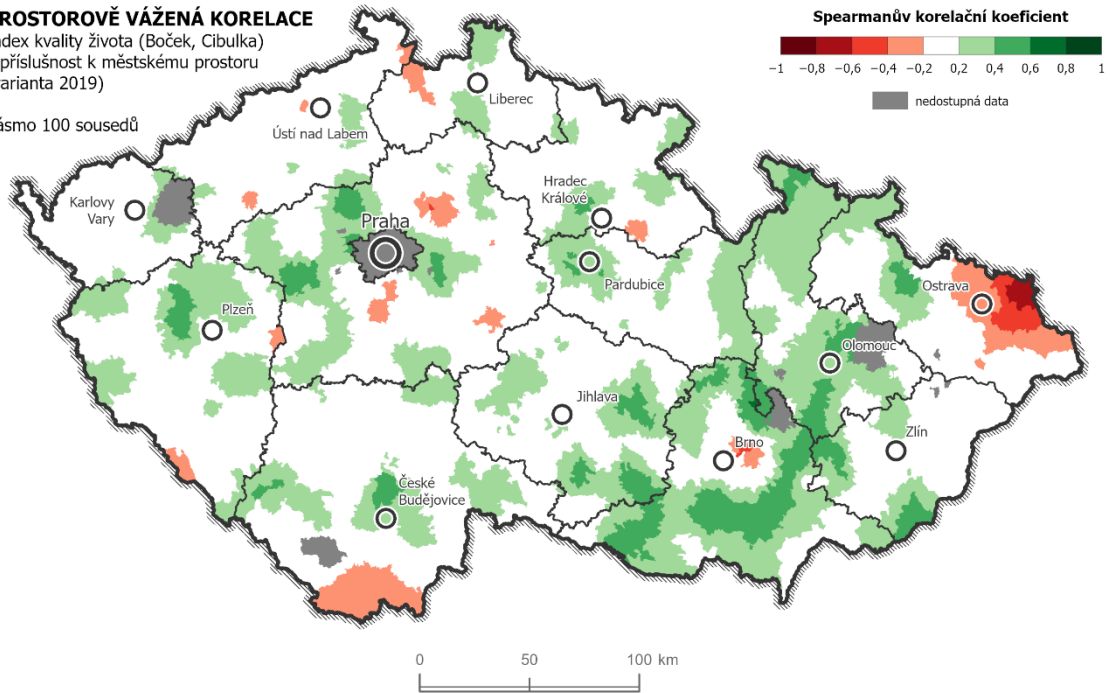 ROSTOROVĚ VÁŽENÁ KORELACE
ndex kvality života (Boček, Cibulka)
příslušnost k městskému prostoru
arianta 2019)
ásmo 100 sousedů
Spearmanův korelační koeficient
−1 −0,8 −0,6 −0,4 −0,2 0,2 0,4 0,6 0,8 1
nedostupná data
Liberec
Ústí nad Labem
Karlovy
Vary
Praha
Hradec
Králové
Pardubice
Plzeň
Ostrava
Olomouc
Jihlava
Brno
Zlín
České
Budějovice
0 50 100 km